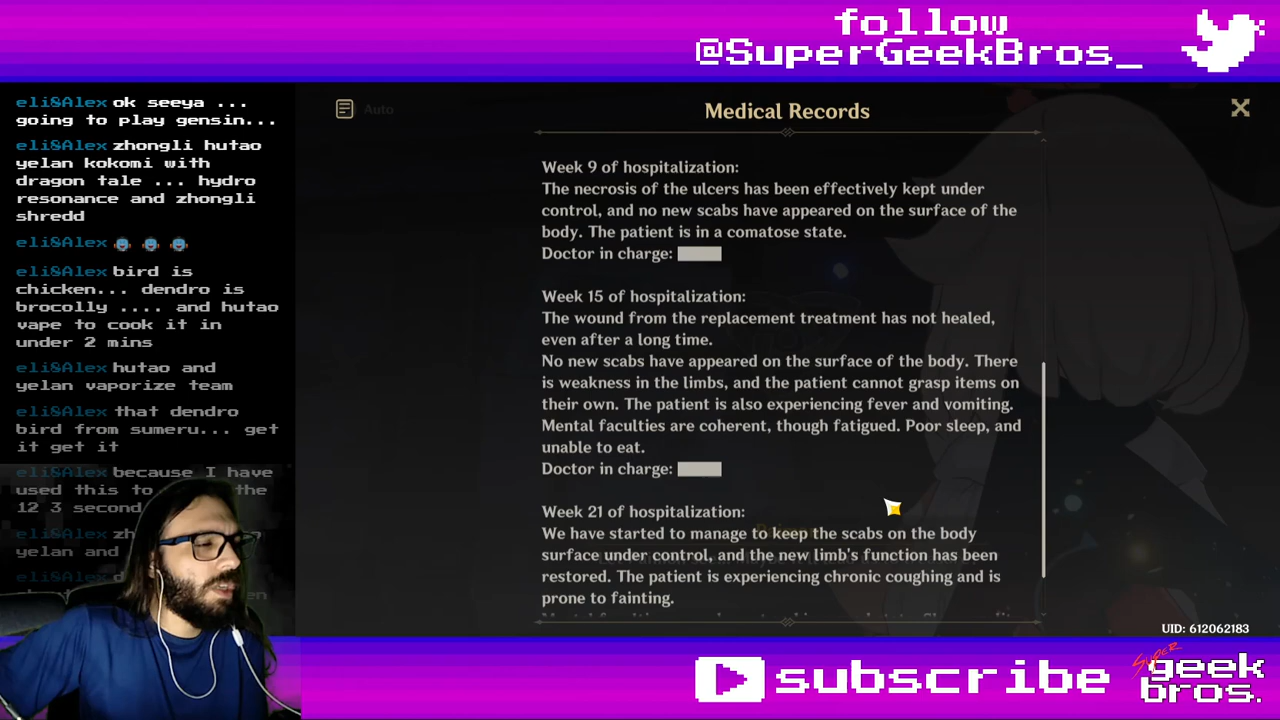 follow
@SuperGeekBros_
eli&Alex ok seeya ...
going to play gensin...
eli&Alex zhongli hutao
yelan kokomi with
dragon tale ... hydro
resonance and zhongli
shredd
eli&Alex
eli&Alex bird is
chicken... dendro is
brocolly .... and hutao
vape to cook it in
under 2 mins
eli&Alex hutao and
yelan vaporize team
eli&Alex that dendro
bird from sumeru... get
it get it
eli&Alex because I have
used this to the
12 3 second
eli&Alex
yelan and
Auto
Medical Records
Week 9 of hospitalization:
The necrosis of the ulcers has been effectively kept under
control, and no new scabs have appeared on the surface of the
body. The patient is in a comatose state.
Doctor in charge:
Week 15 of hospitalization:
The wound from the replacement treatment has not healed,
even after a long time.
No new scabs have appeared on the surface of the body. There
is weakness in the limbs, and the patient cannot grasp items on
their own. The patient is also experiencing fever and vomiting.
Mental faculties are coherent, though fatigued. Poor sleep, and
unable to eat.
Doctor in charge:
Week 21 of hospitalization:
We have started to manage to keep the scabs on the body
surface under control, and the new limb's function has been
restored. The patient is experiencing chronic coughing and is
prone to fainting.
UID: 612062183
subscribe
super
geek
bros.